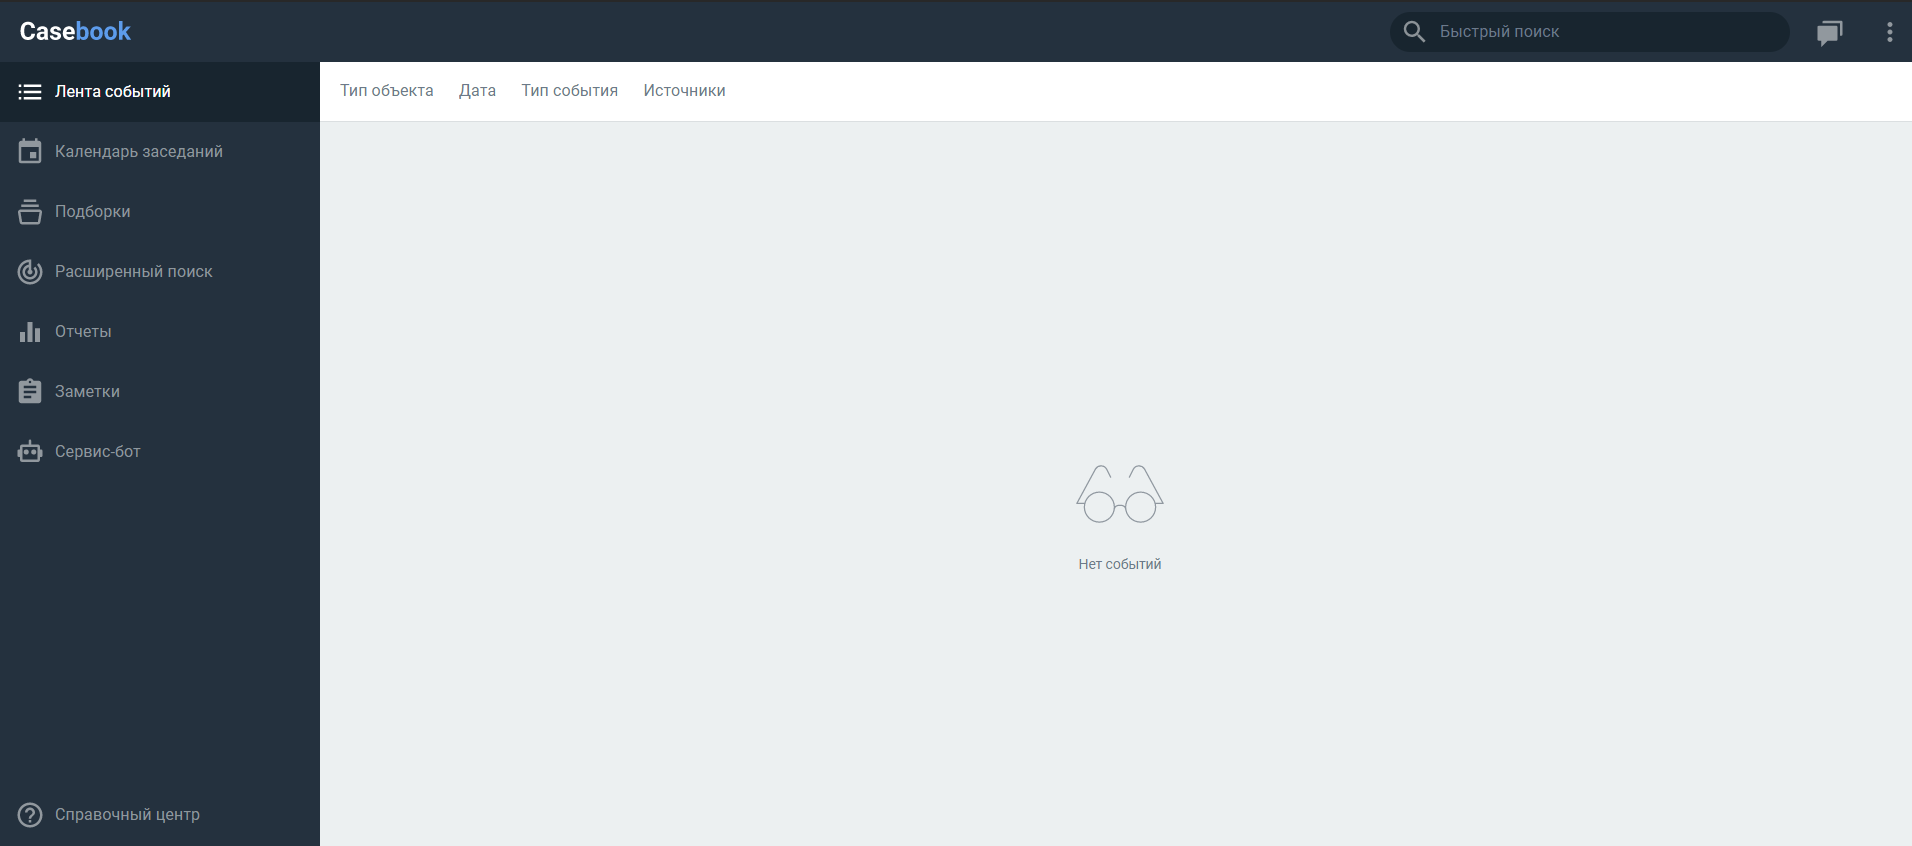 Casebook
Быстрый поиск
Лента событий
Календарь заседаний
Подборки
Расширенный поиск
Отчеты
Заметки
Сервис-бот
Справочный центр
Тип объекта Дата Тип события Источники
Нет событий